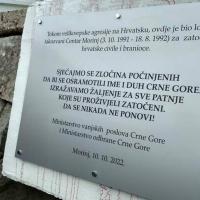 Tokom velikosrpske agresije na Hrvatsku, ovdje je bio lo
takozvani Centar Morinj (3. 10. 1991 - 18. 8. 1992) za zato
hrvatske civile i branioce.
SJEĆAJMO SE ZLOČINA POČINJENIH
DA BI SE OSRAMOTILI IME I DUH CRNE GORE.
IZRAŽAVAMO ŽALJENJE ZA SVE PATNJE
KOJE SU PROŽIVJELI ZATOČENI.
DA SE NIKADA NE PONOVI!
Ministarstvo vanjskih poslova Crne Gore
i Ministarstvo odbrane Crne Gore
Morinj, 10. 10. 2022.